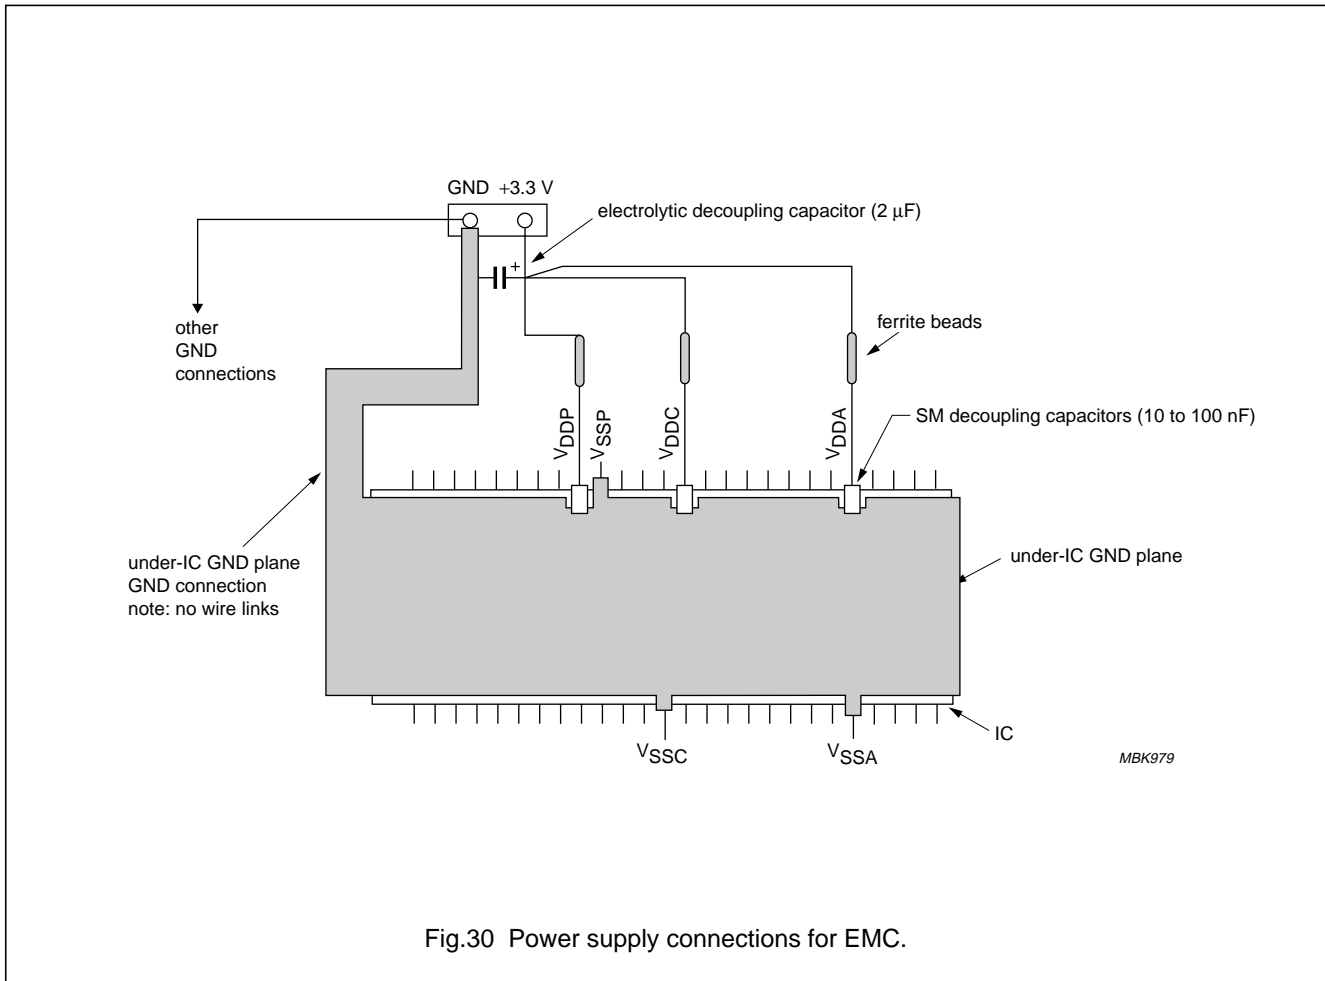 GND +3.3 V
electrolytic decoupling capacitor (2 μF)
+
other
GND
connections
ferrite beads
VDDP
VSSP
VDDC
VDDA
SM decoupling capacitors (10 to 100 nF)
under-IC GND plane
GND connection
note: no wire links
under-IC GND plane
VSSC
VSSA
IC
MBK979
Fig.30 Power supply connections for EMC.